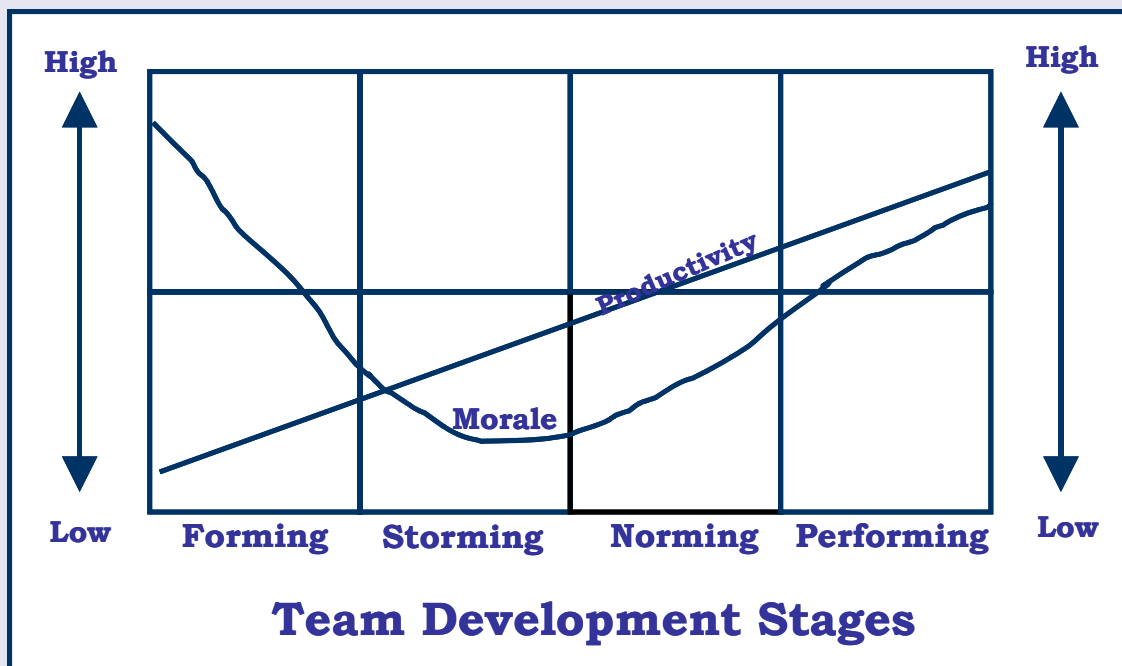 High
High
Productivity
Morale
Low
Low
Forming
Storming
Norming
Performing
Team Development Stages